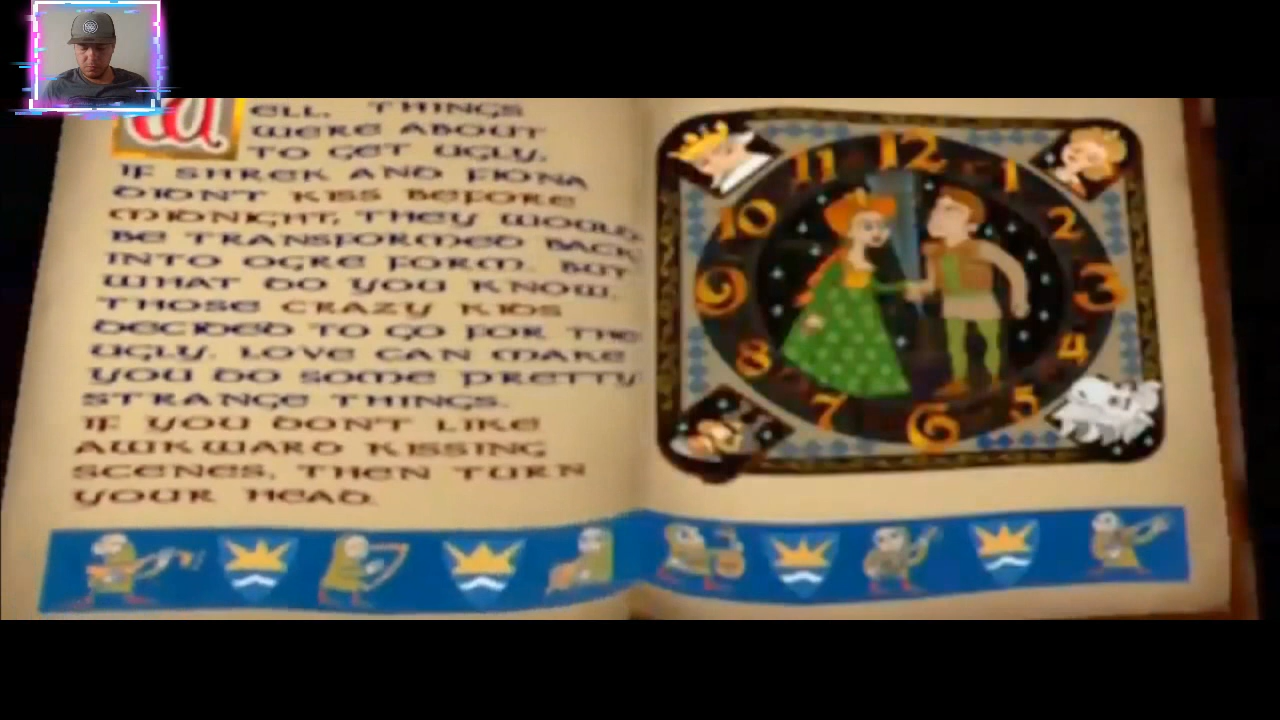 WELL, THINGS
WERE ABOUT
TO GET UGLY.
IF SHREK AND FIONA
DIDN'T KISS BEFORE
MIDNIGHT, THEY WOULD
BE TRANSFORMED BACK
INTO OGRE FORM. BUT
WHAT DO YOU KNOW,
THOSE CRAZY KIDS
DECIDED TO GO FOR THE
UGLY. LOVE CAN MAKE
YOU DO SOME PRETTY
STRANGE THINGS.
IF YOU DON'T LIKE
AWKWARD KISSING
SCENES, THEN TURN
YOUR HEAD.
11 12 1
10 2
9 3
8 4
7 6 5